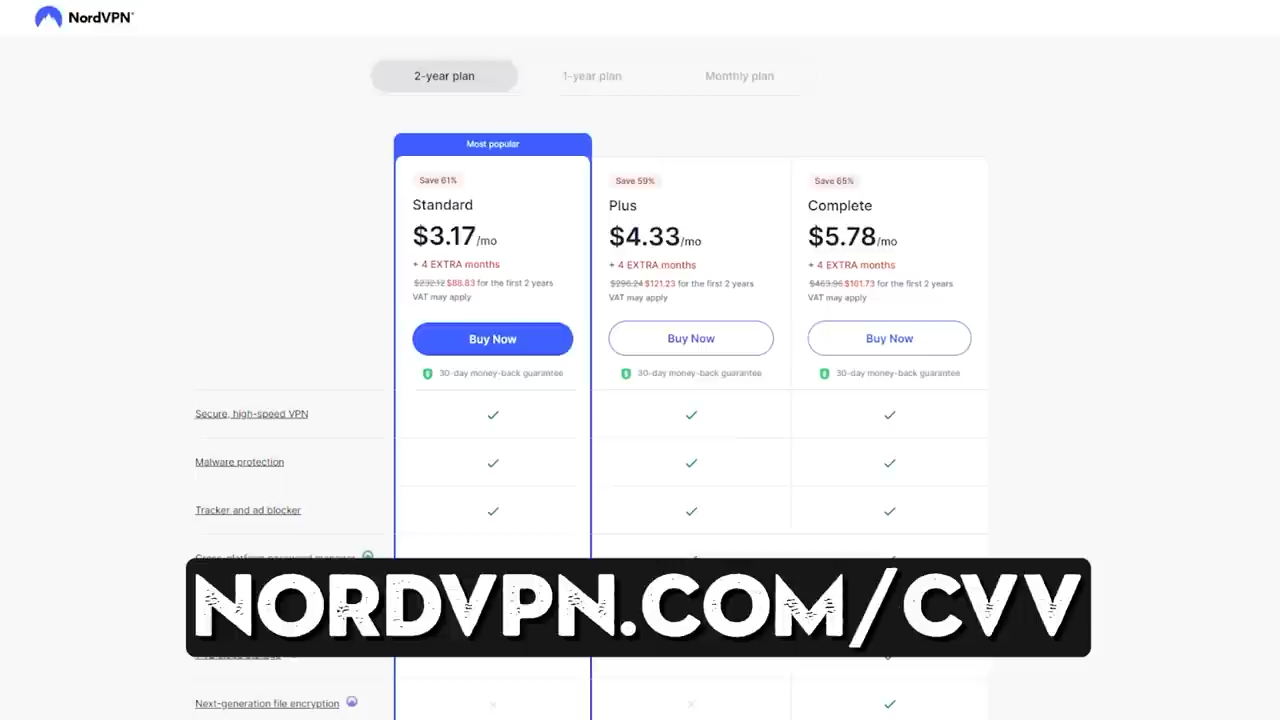 NordVPN®
2-year plan
1-year plan
Monthly plan
Most popular
Save 61%
Standard
$3.17/mo
+ 4 EXTRA months
$232.12 $88.83 for the first 2 years
VAT may apply
Buy Now
30-day money-back guarantee
Save 59%
Plus
$4.33/mo
+ 4 EXTRA months
$296.24 $121.23 for the first 2 years
VAT may apply
Buy Now
30-day money-back guarantee
Save 65%
Complete
$5.78/mo
+ 4 EXTRA months
$463.96 $161.73 for the first 2 years
VAT may apply
Buy Now
30-day money-back guarantee
Secure, high-speed VPN
Malware protection
Tracker and ad blocker
Cross-platform password manager
NORDVPN.COM/CVV
Next-generation file encryption